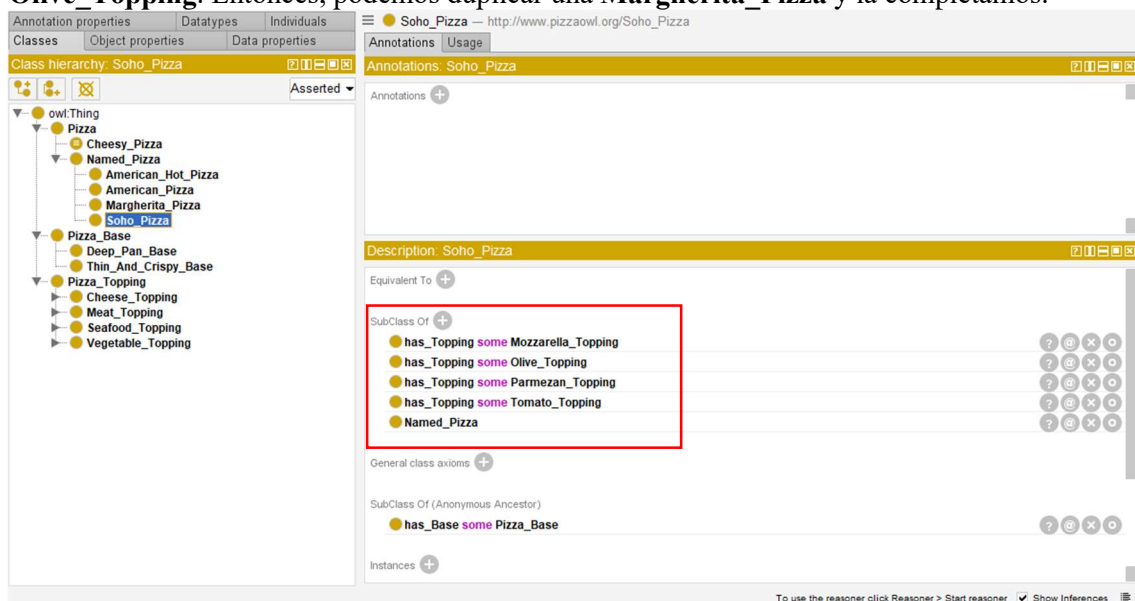 Olive_Topping. Entonces, podemos duplicar una Margherita_Pizza y la completamos.
Annotation properties Datatypes Individuals
Classes Object properties Data properties
Class hierarchy: Soho_Pizza
Asserted
owl:Thing
Pizza
Cheesy_Pizza
Named_Pizza
American_Hot_Pizza
American_Pizza
Margherita_Pizza
Soho_Pizza
Pizza_Base
Deep_Pan_Base
Thin_And_Crispy_Base
Pizza_Topping
Cheese_Topping
Meat_Topping
Seafood_Topping
Vegetable_Topping
Soho_Pizza — http://www.pizzaowl.org/Soho_Pizza
Annotations Usage
Annotations: Soho_Pizza
Annotations
Description: Soho_Pizza
Equivalent To
SubClass Of
has_Topping some Mozzarella_Topping
has_Topping some Olive_Topping
has_Topping some Parmezan_Topping
has_Topping some Tomato_Topping
Named_Pizza
General class axioms
SubClass Of (Anonymous Ancestor)
has_Base some Pizza_Base
Instances
To use the reasoner click Reasoner > Start reasoner Show Inferences